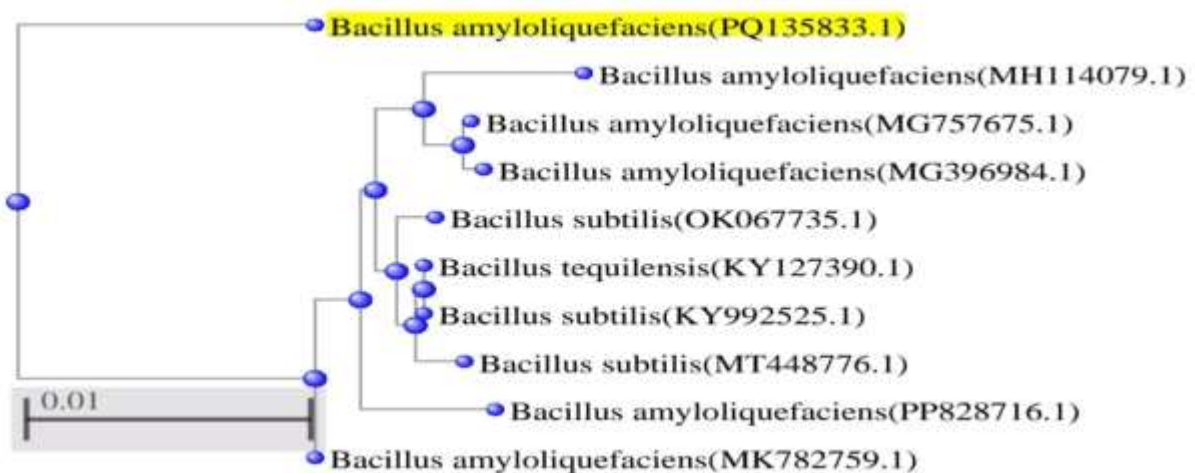 Bacillus amyloliquefaciens(PQ135833.1)
Bacillus amyloliquefaciens(MH114079.1)
Bacillus amyloliquefaciens(MG757675.1)
Bacillus amyloliquefaciens(MG396984.1)
Bacillus subtilis(OK067735.1)
Bacillus tequilensis(KY127390.1)
Bacillus subtilis(KY992525.1)
Bacillus subtilis(MT448776.1)
0.01
Bacillus amyloliquefaciens(PP828716.1)
Bacillus amyloliquefaciens(MK782759.1)